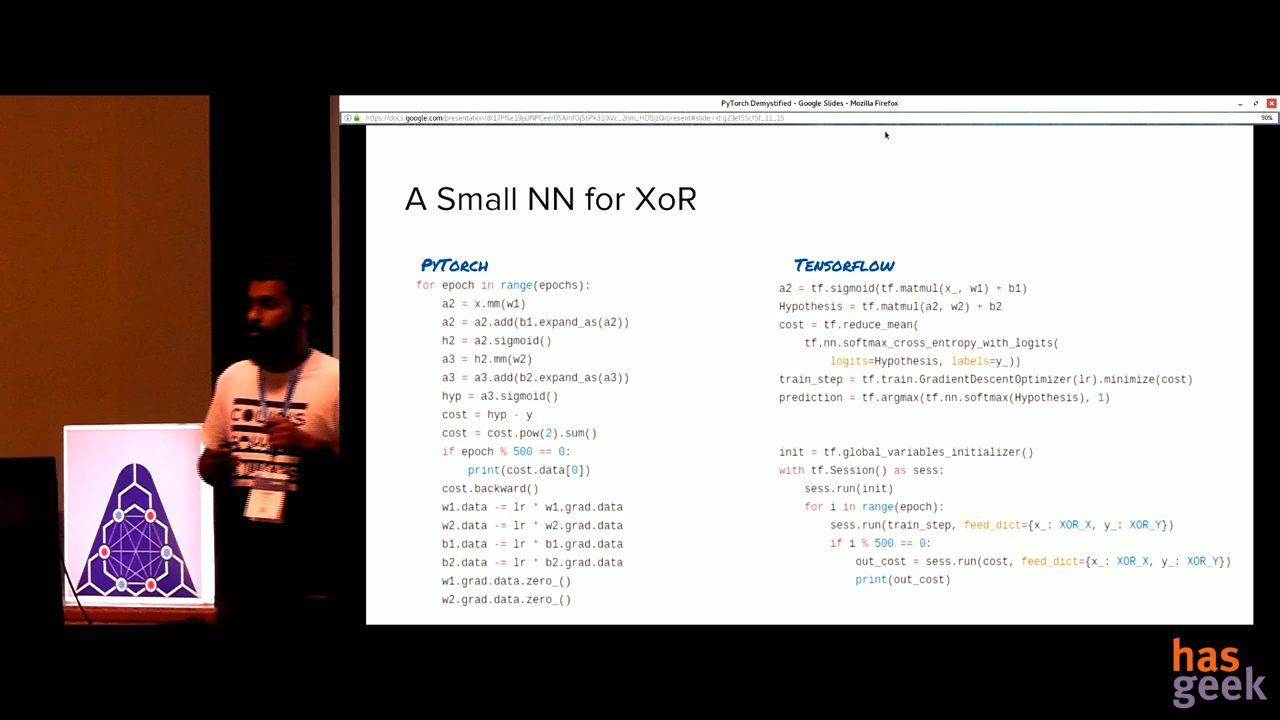 PyTorch Demystified - Google Slides - Mozilla Firefox
90%
A Small NN for XoR
PyTorch
for epoch in range(epochs):
a2 = x.mm(w1)
a2 = a2.add(b1.expand_as(a2))
h2 = a2.sigmoid()
a3 = h2.mm(w2)
a3 = a3.add(b2.expand_as(a3))
hyp = a3.sigmoid()
cost = hyp - y
cost = cost.pow(2).sum()
if epoch % 500 == 0:
print(cost.data[0])
cost.backward()
w1.data -= lr * w1.grad.data
w2.data -= lr * w2.grad.data
b1.data -= lr * b1.grad.data
b2.data -= lr * b2.grad.data
w1.grad.data.zero_()
w2.grad.data.zero_()
Tensorflow
a2 = tf.sigmoid(tf.matmul(x_, w1) + b1)
Hypothesis = tf.matmul(a2, w2) + b2
cost = tf.reduce_mean(
tf.nn.softmax_cross_entropy_with_logits(
logits=Hypothesis, labels=y_))
train_step = tf.train.GradientDescentOptimizer(lr).minimize(cost)
prediction = tf.argmax(tf.nn.softmax(Hypothesis), 1)
init = tf.global_variables_initializer()
with tf.Session() as sess:
sess.run(init)
for i in range(epoch):
sess.run(train_step, feed_dict={x_: XOR_X, y_: XOR_Y})
if i % 500 == 0:
out_cost = sess.run(cost, feed_dict={x_: XOR_X, y_: XOR_Y})
print(out_cost)
has
geek